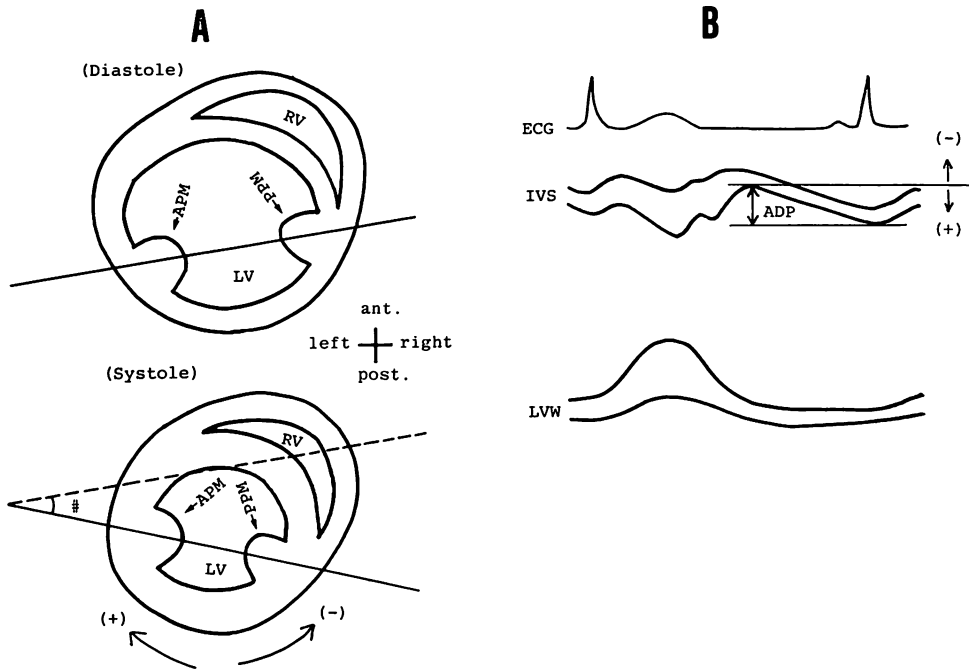 A
(Diastole)
RV
APM
PPM
LV
ant.
left
right
post.
(Systole)
RV
APM
PPM
#
LV
(+)
(-)
B
ECG
(-)
IVS
ADP
(+)
LVW